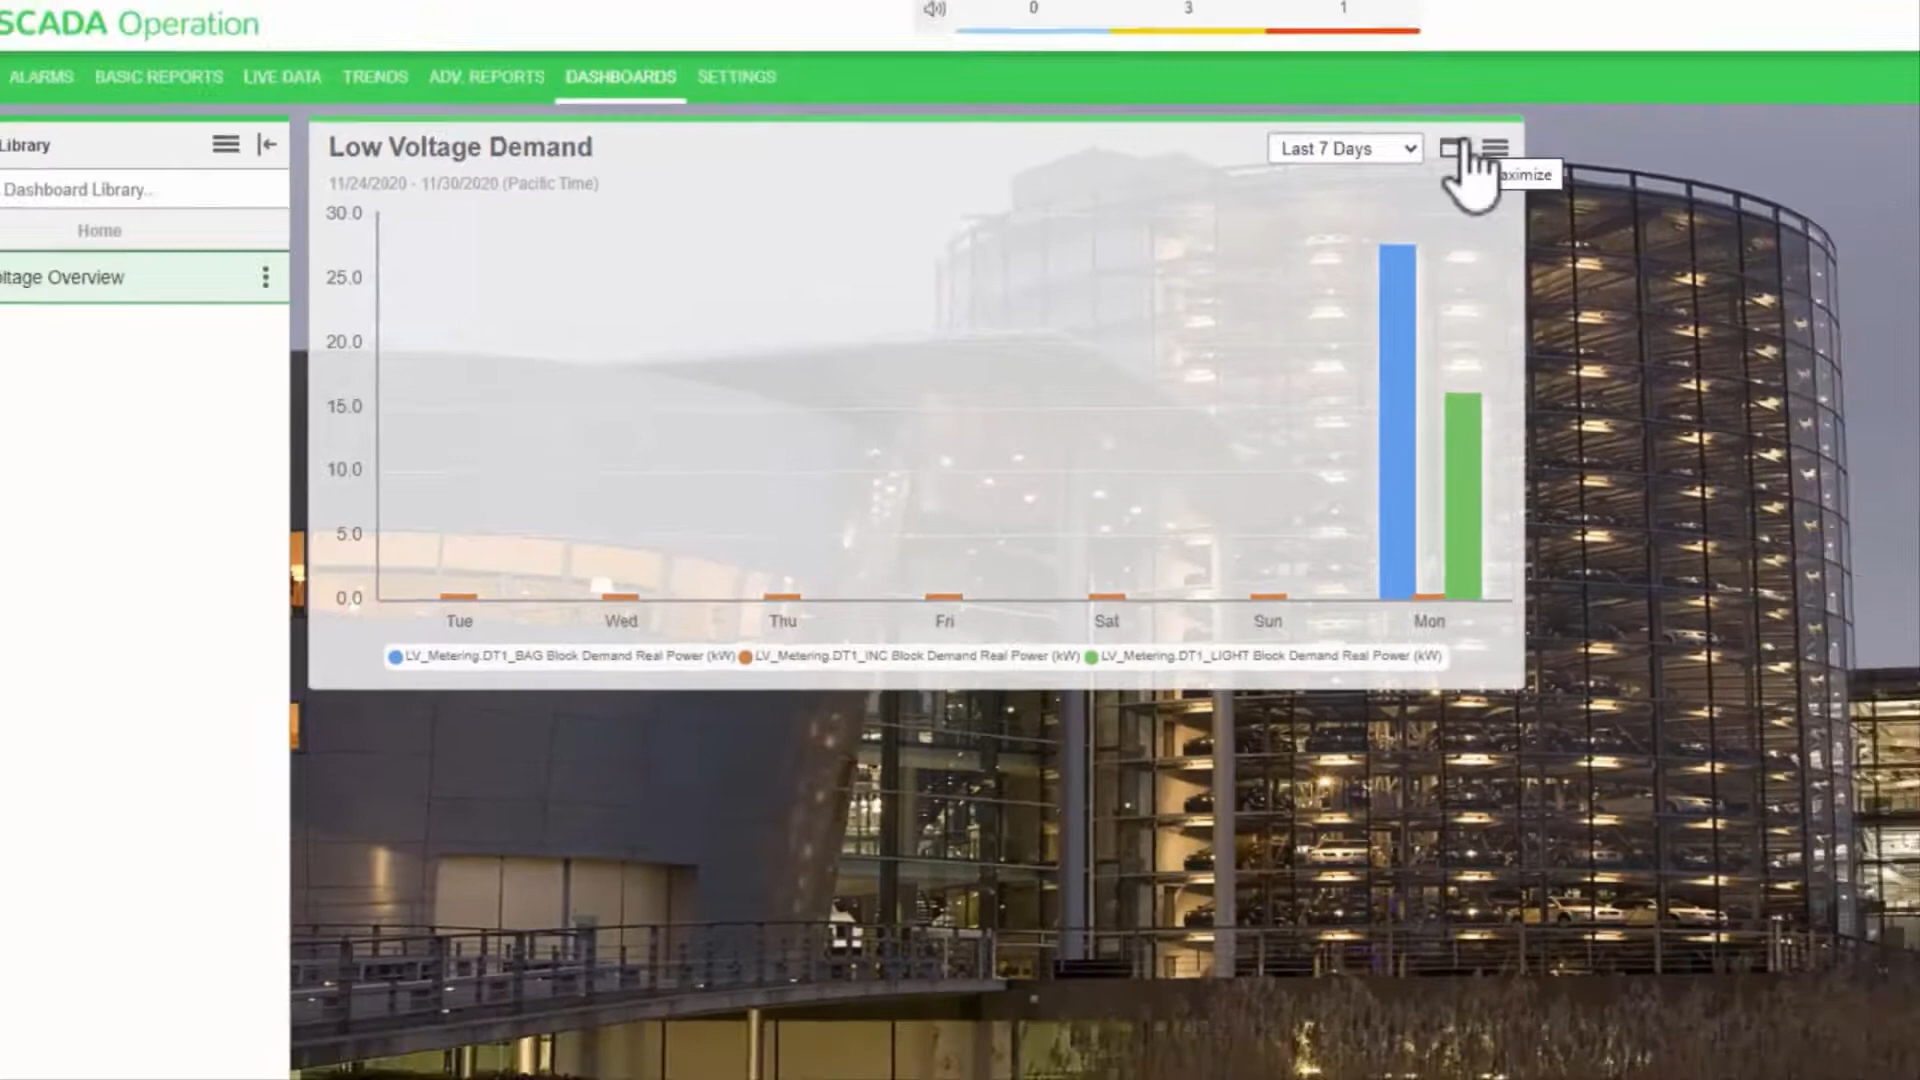 SCADA Operation
0 3 1
ALARMS BASIC REPORTS LIVE DATA TRENDS ADV. REPORTS DASHBOARDS SETTINGS
Library
Dashboard Library..
Home
oltage Overview
Low Voltage Demand
Last 7 Days
aximize
11/24/2020 - 11/30/2020 (Pacific Time)
30.0
25.0
20.0
15.0
10.0
5.0
0.0
Tue Wed Thu Fri Sat Sun Mon
LV_Metering.DT1_BAG Block Demand Real Power (kW) LV_Metering.DT1_INC Block Demand Real Power (kW) LV_Metering.DT1_LIGHT Block Demand Real Power (kW)